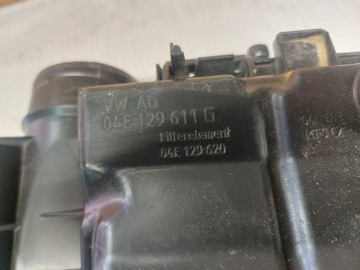 VW AG
04E 129 611 G
Filterelement
04E 129 620